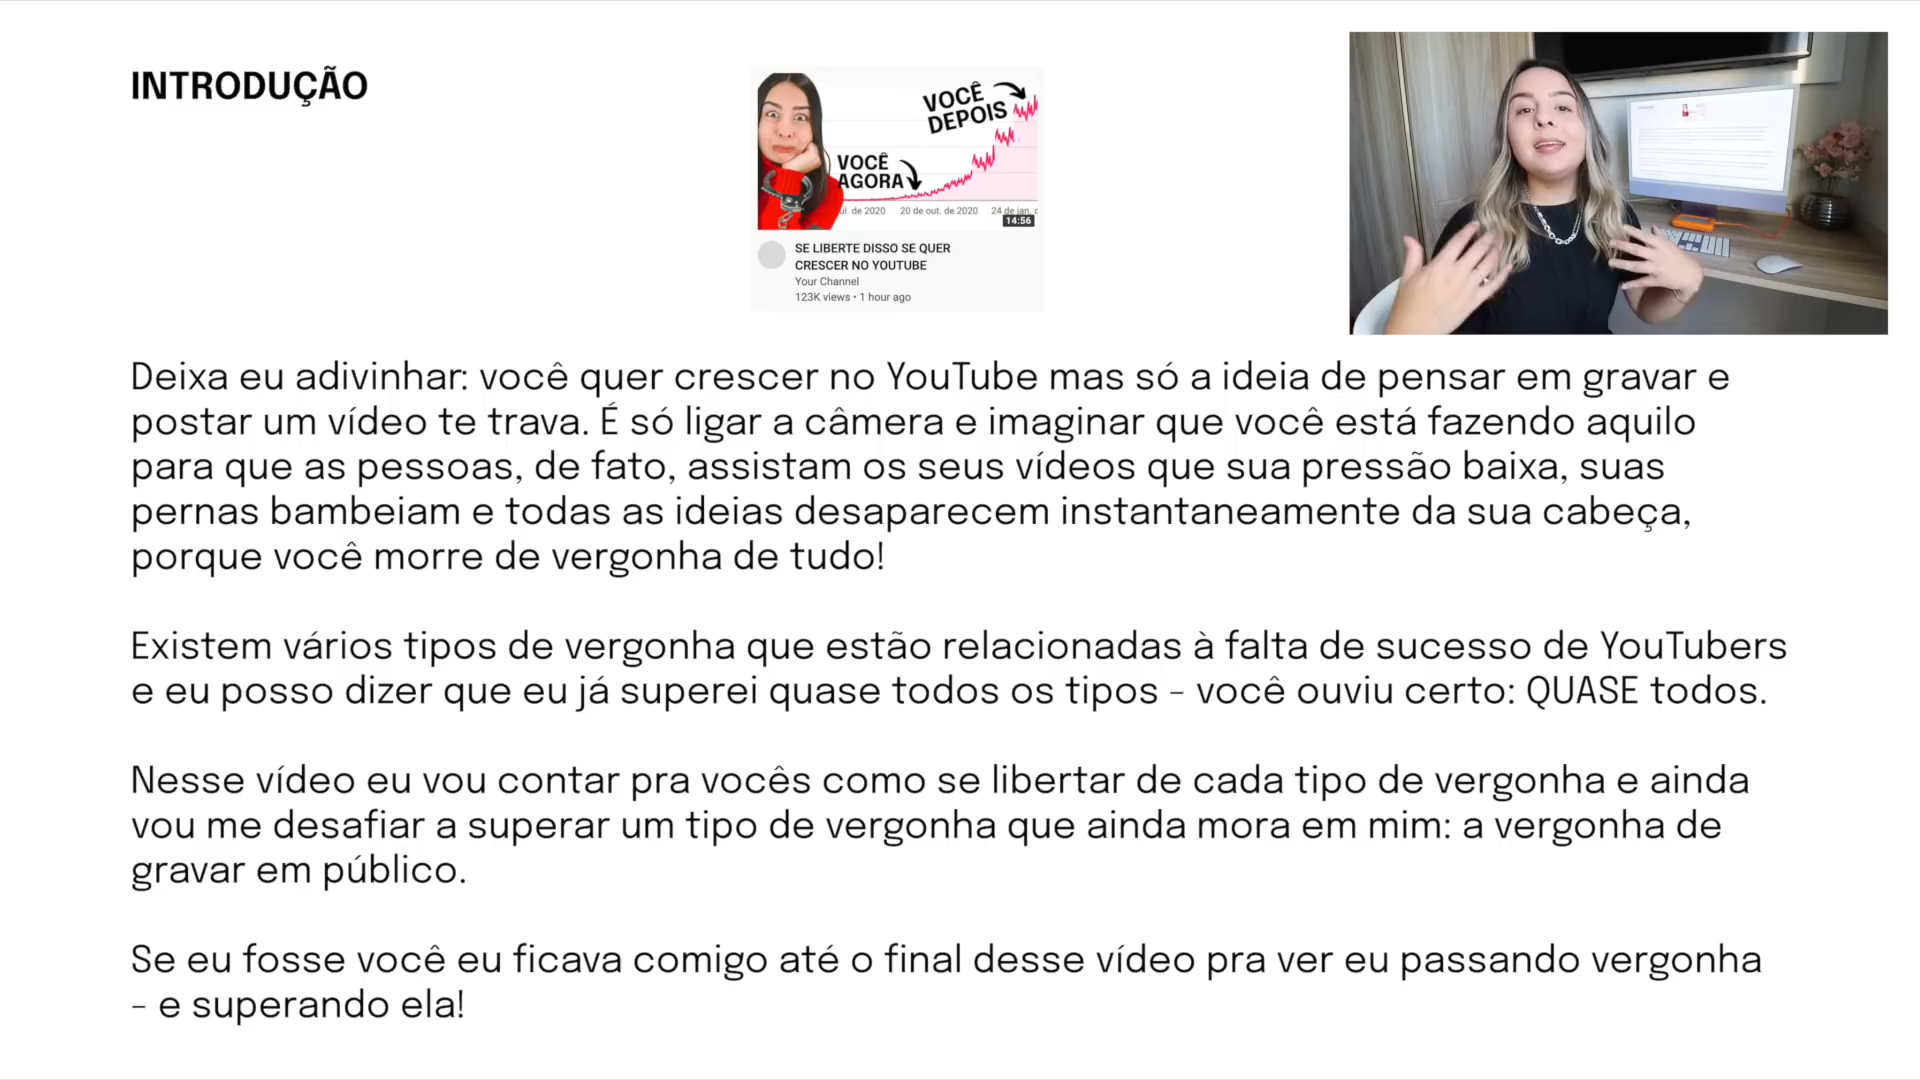 INTRODUÇÃO
VOCÊ
DEPOIS
VOCÊ
AGORA
ul. de 2020 20 de out. de 2020 24 de jan. c
14:56
SE LIBERTE DISSO SE QUER
CRESCER NO YOUTUBE
Your Channel
123K views • 1 hour ago
Deixa eu adivinhar: você quer crescer no YouTube mas só a ideia de pensar em gravar e
postar um vídeo te trava. É só ligar a câmera e imaginar que você está fazendo aquilo
para que as pessoas, de fato, assistam os seus vídeos que sua pressão baixa, suas
pernas bambeiam e todas as ideias desaparecem instantaneamente da sua cabeça,
porque você morre de vergonha de tudo!
Existem vários tipos de vergonha que estão relacionadas à falta de sucesso de YouTubers
e eu posso dizer que eu já superei quase todos os tipos – você ouviu certo: QUASE todos.
Nesse vídeo eu vou contar pra vocês como se libertar de cada tipo de vergonha e ainda
vou me desafiar a superar um tipo de vergonha que ainda mora em mim: a vergonha de
gravar em público.
Se eu fosse você eu ficava comigo até o final desse vídeo pra ver eu passando vergonha
– e superando ela!